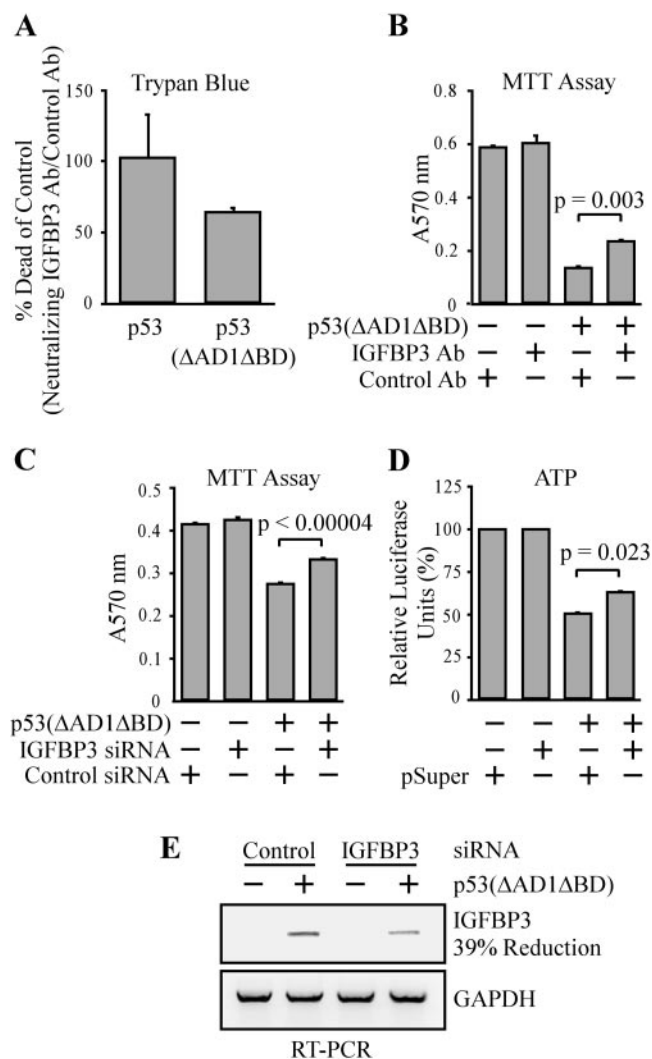 A
Trypan Blue
% Dead of Control
(Neutralizing IGFBP3 Ab/Control Ab)
150
100
50
0
p53
p53
(ΔAD1ΔBD)
B
MTT Assay
A570 nm
0.8
0.6
0.4
0.2
0
p = 0.003
p53(ΔAD1ΔBD) − − + +
IGFBP3 Ab − + − +
Control Ab + − + −
C
MTT Assay
A570 nm
0.5
0.4
0.3
0.2
0.1
0
p < 0.00004
p53(ΔAD1ΔBD) − − + +
IGFBP3 siRNA − + − +
Control siRNA + − + −
D
ATP
Relative Luciferase
Units (%)
125
100
75
50
25
0
p = 0.023
− − + +
− + − +
pSuper + − + −
E
Control IGFBP3 siRNA
− + − + p53(ΔAD1ΔBD)
IGFBP3
39% Reduction
GAPDH
RT-PCR